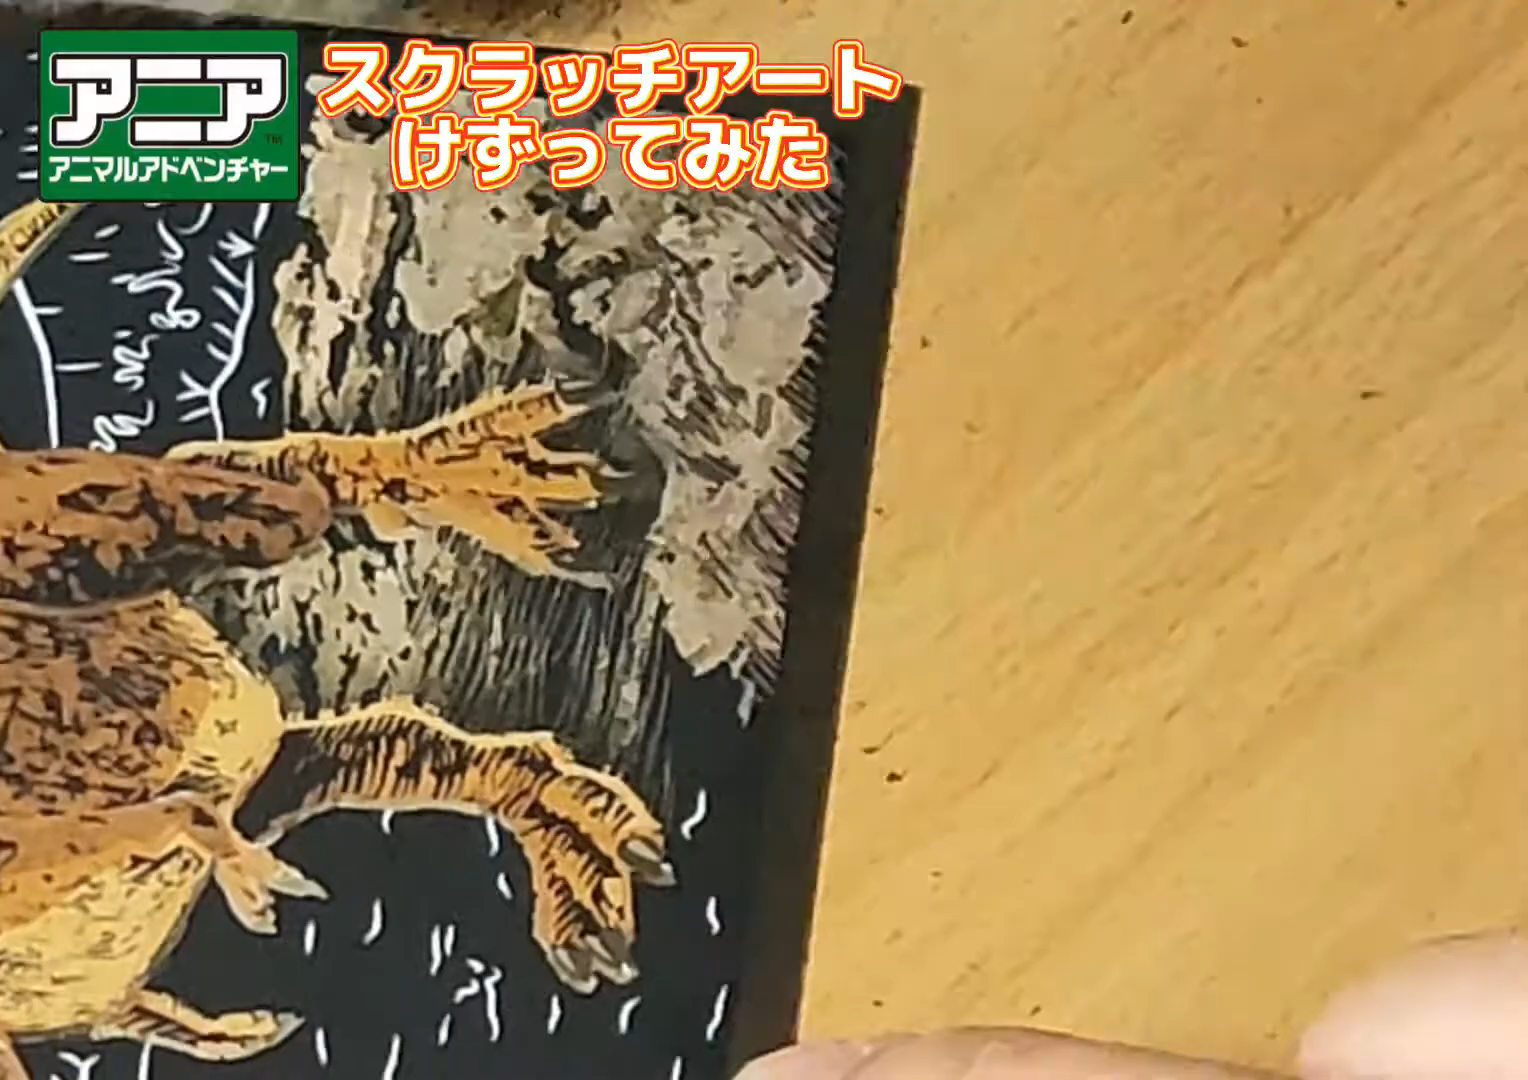 アニア
TM
アニマルアドベンチャー
スクラッチアート
けずってみた